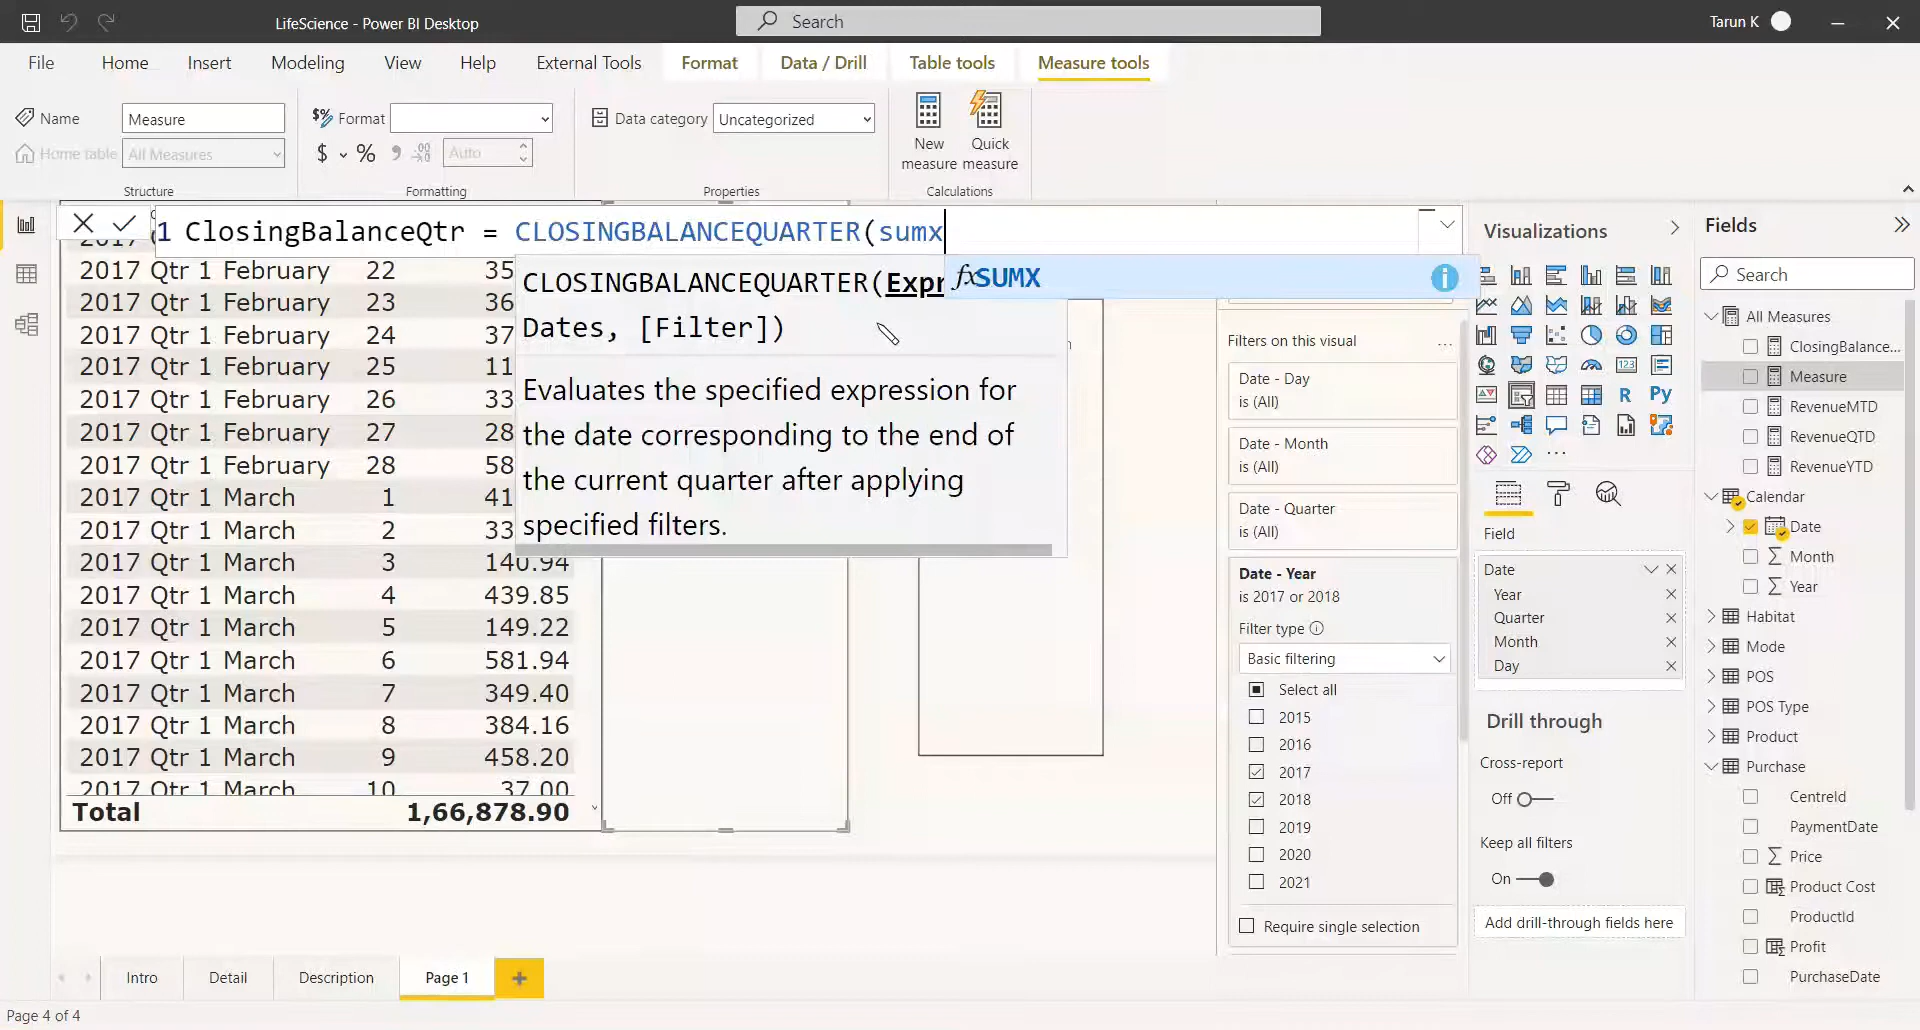 LifeScience - Power BI Desktop
Search
Tarun K
File
Home
Insert
Modeling
View
Help
External Tools
Format
Data / Drill
Table tools
Measure tools
Name
Measure
Home table
All Measures
Structure
$% Format
$ % 9 .00
Auto
Formatting
Data category
Uncategorized
Properties
New measure
Quick measure
Calculations
1 ClosingBalanceQtr = CLOSINGBALANCEQUARTER(sumx
CLOSINGBALANCEQUARTER(Expr
Dates, [Filter])
fx SUMX
Evaluates the specified expression for
the date corresponding to the end of
the current quarter after applying
specified filters.
2017 Qtr 1 February 22 35
2017 Qtr 1 February 23 36
2017 Qtr 1 February 24 37
2017 Qtr 1 February 25 11
2017 Qtr 1 February 26 33
2017 Qtr 1 February 27 28
2017 Qtr 1 February 28 58
2017 Qtr 1 March 1 41
2017 Qtr 1 March 2 33
2017 Qtr 1 March 3 140.94
2017 Qtr 1 March 4 439.85
2017 Qtr 1 March 5 149.22
2017 Qtr 1 March 6 581.94
2017 Qtr 1 March 7 349.40
2017 Qtr 1 March 8 384.16
2017 Qtr 1 March 9 458.20
2017 Qtr 1 March 10 37.00
Total 1,66,878.90
Filters on this visual
...
Date - Day
is (All)
Date - Month
is (All)
Date - Quarter
is (All)
Date - Year
is 2017 or 2018
Filter type
Basic filtering
Select all
2015
2016
2017
2018
2019
2020
2021
Require single selection
Visualizations
123
R
Py
...
Field
Date
Year
Quarter
Month
Day
Drill through
Cross-report
Off
Keep all filters
On
Add drill-through fields here
Fields
Search
All Measures
ClosingBalance...
Measure
RevenueMTD
RevenueQTD
RevenueYTD
Calendar
Date
Month
Year
Habitat
Mode
POS
POS Type
Product
Purchase
CentreId
PaymentDate
Price
Product Cost
ProductId
Profit
PurchaseDate
Intro
Detail
Description
Page 1
+
Page 4 of 4